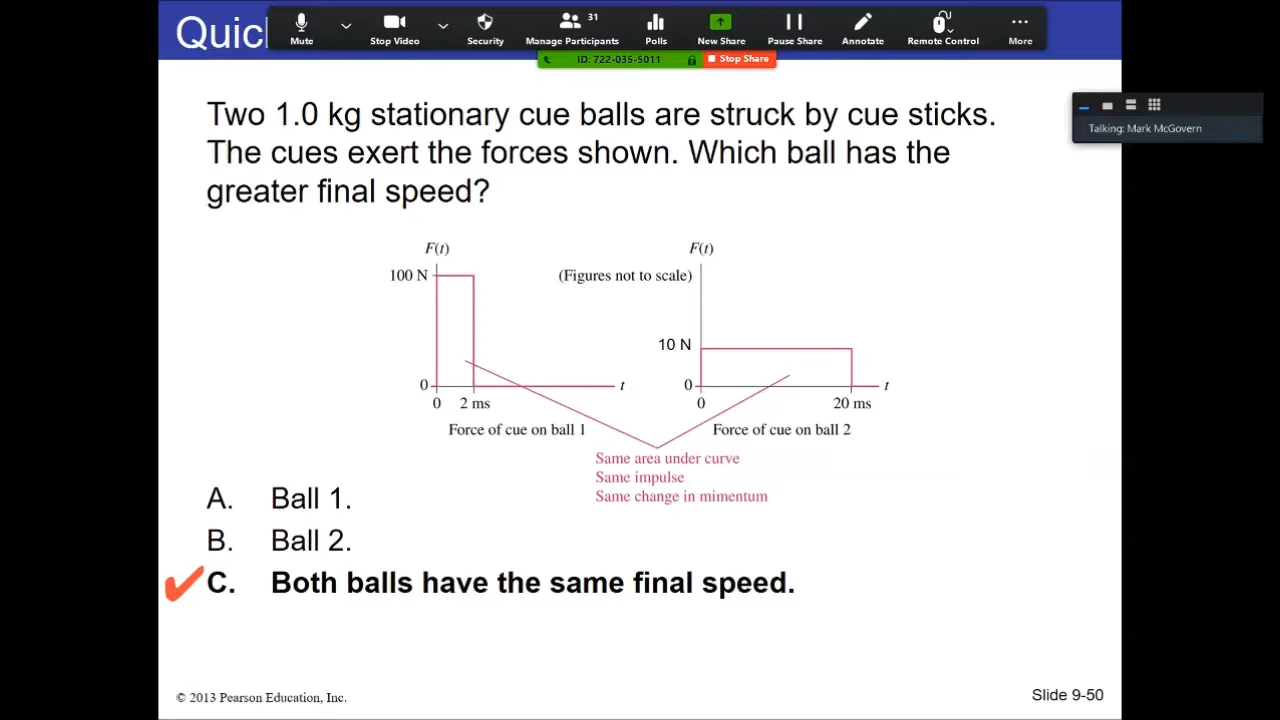 Quic
Mute
Stop Video
Security
31
Manage Participants
Polls
New Share
Pause Share
Annotate
Remote Control
More
ID: 722-035-5011
Stop Share
Talking: Mark McGovern
Two 1.0 kg stationary cue balls are struck by cue sticks.
The cues exert the forces shown. Which ball has the
greater final speed?
F(t)
100 N
0
0 2 ms
t
Force of cue on ball 1
F(t)
(Figures not to scale)
10 N
0
0 20 ms
t
Force of cue on ball 2
Same area under curve
Same impulse
Same change in mimentum
A. Ball 1.
B. Ball 2.
C. Both balls have the same final speed.
© 2013 Pearson Education, Inc.
Slide 9-50